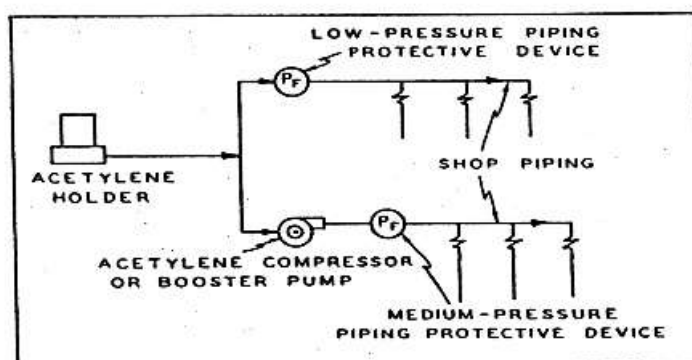 LOW-PRESSURE PIPING
PROTECTIVE DEVICE
PF
ACETYLENE
HOLDER
SHOP PIPING
PF
ACETYLENE COMPRESSOR
OR BOOSTER PUMP
MEDIUM-PRESSURE
PIPING PROTECTIVE DEVICE